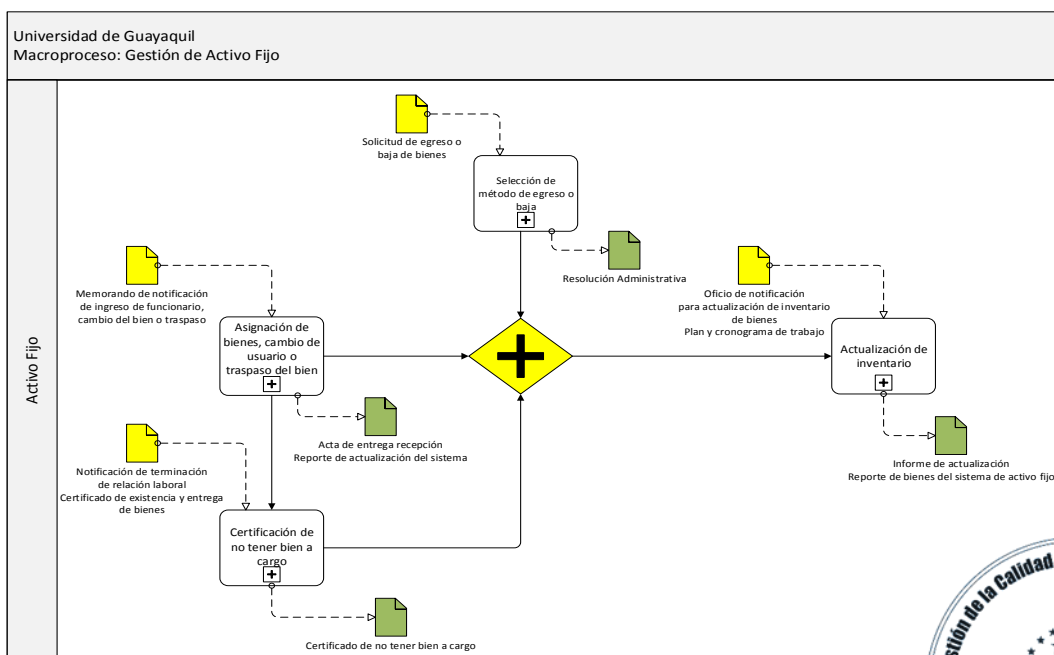 Universidad de Guayaquil
Macroproceso: Gestión de Activo Fijo
Activo Fijo
Solicitud de egreso o
baja de bienes
Selección de
método de egreso o
baja
Resolución Administrativa
Memorando de notificación
de ingreso de funcionario,
cambio del bien o traspaso
Asignación de
bienes, cambio de
usuario o
traspaso del bien
Acta de entrega recepción
Reporte de actualización del sistema
Oficio de notificación
para actualización de inventario
de bienes
Plan y cronograma de trabajo
Actualización de
inventario
Informe de actualización
Reporte de bienes del sistema de activo fijo
Notificación de terminación
de relación laboral
Certificado de existencia y entrega
de bienes
Certificación de
no tener bien a
cargo
Certificado de no tener bien a cargo
stión de la Calidad